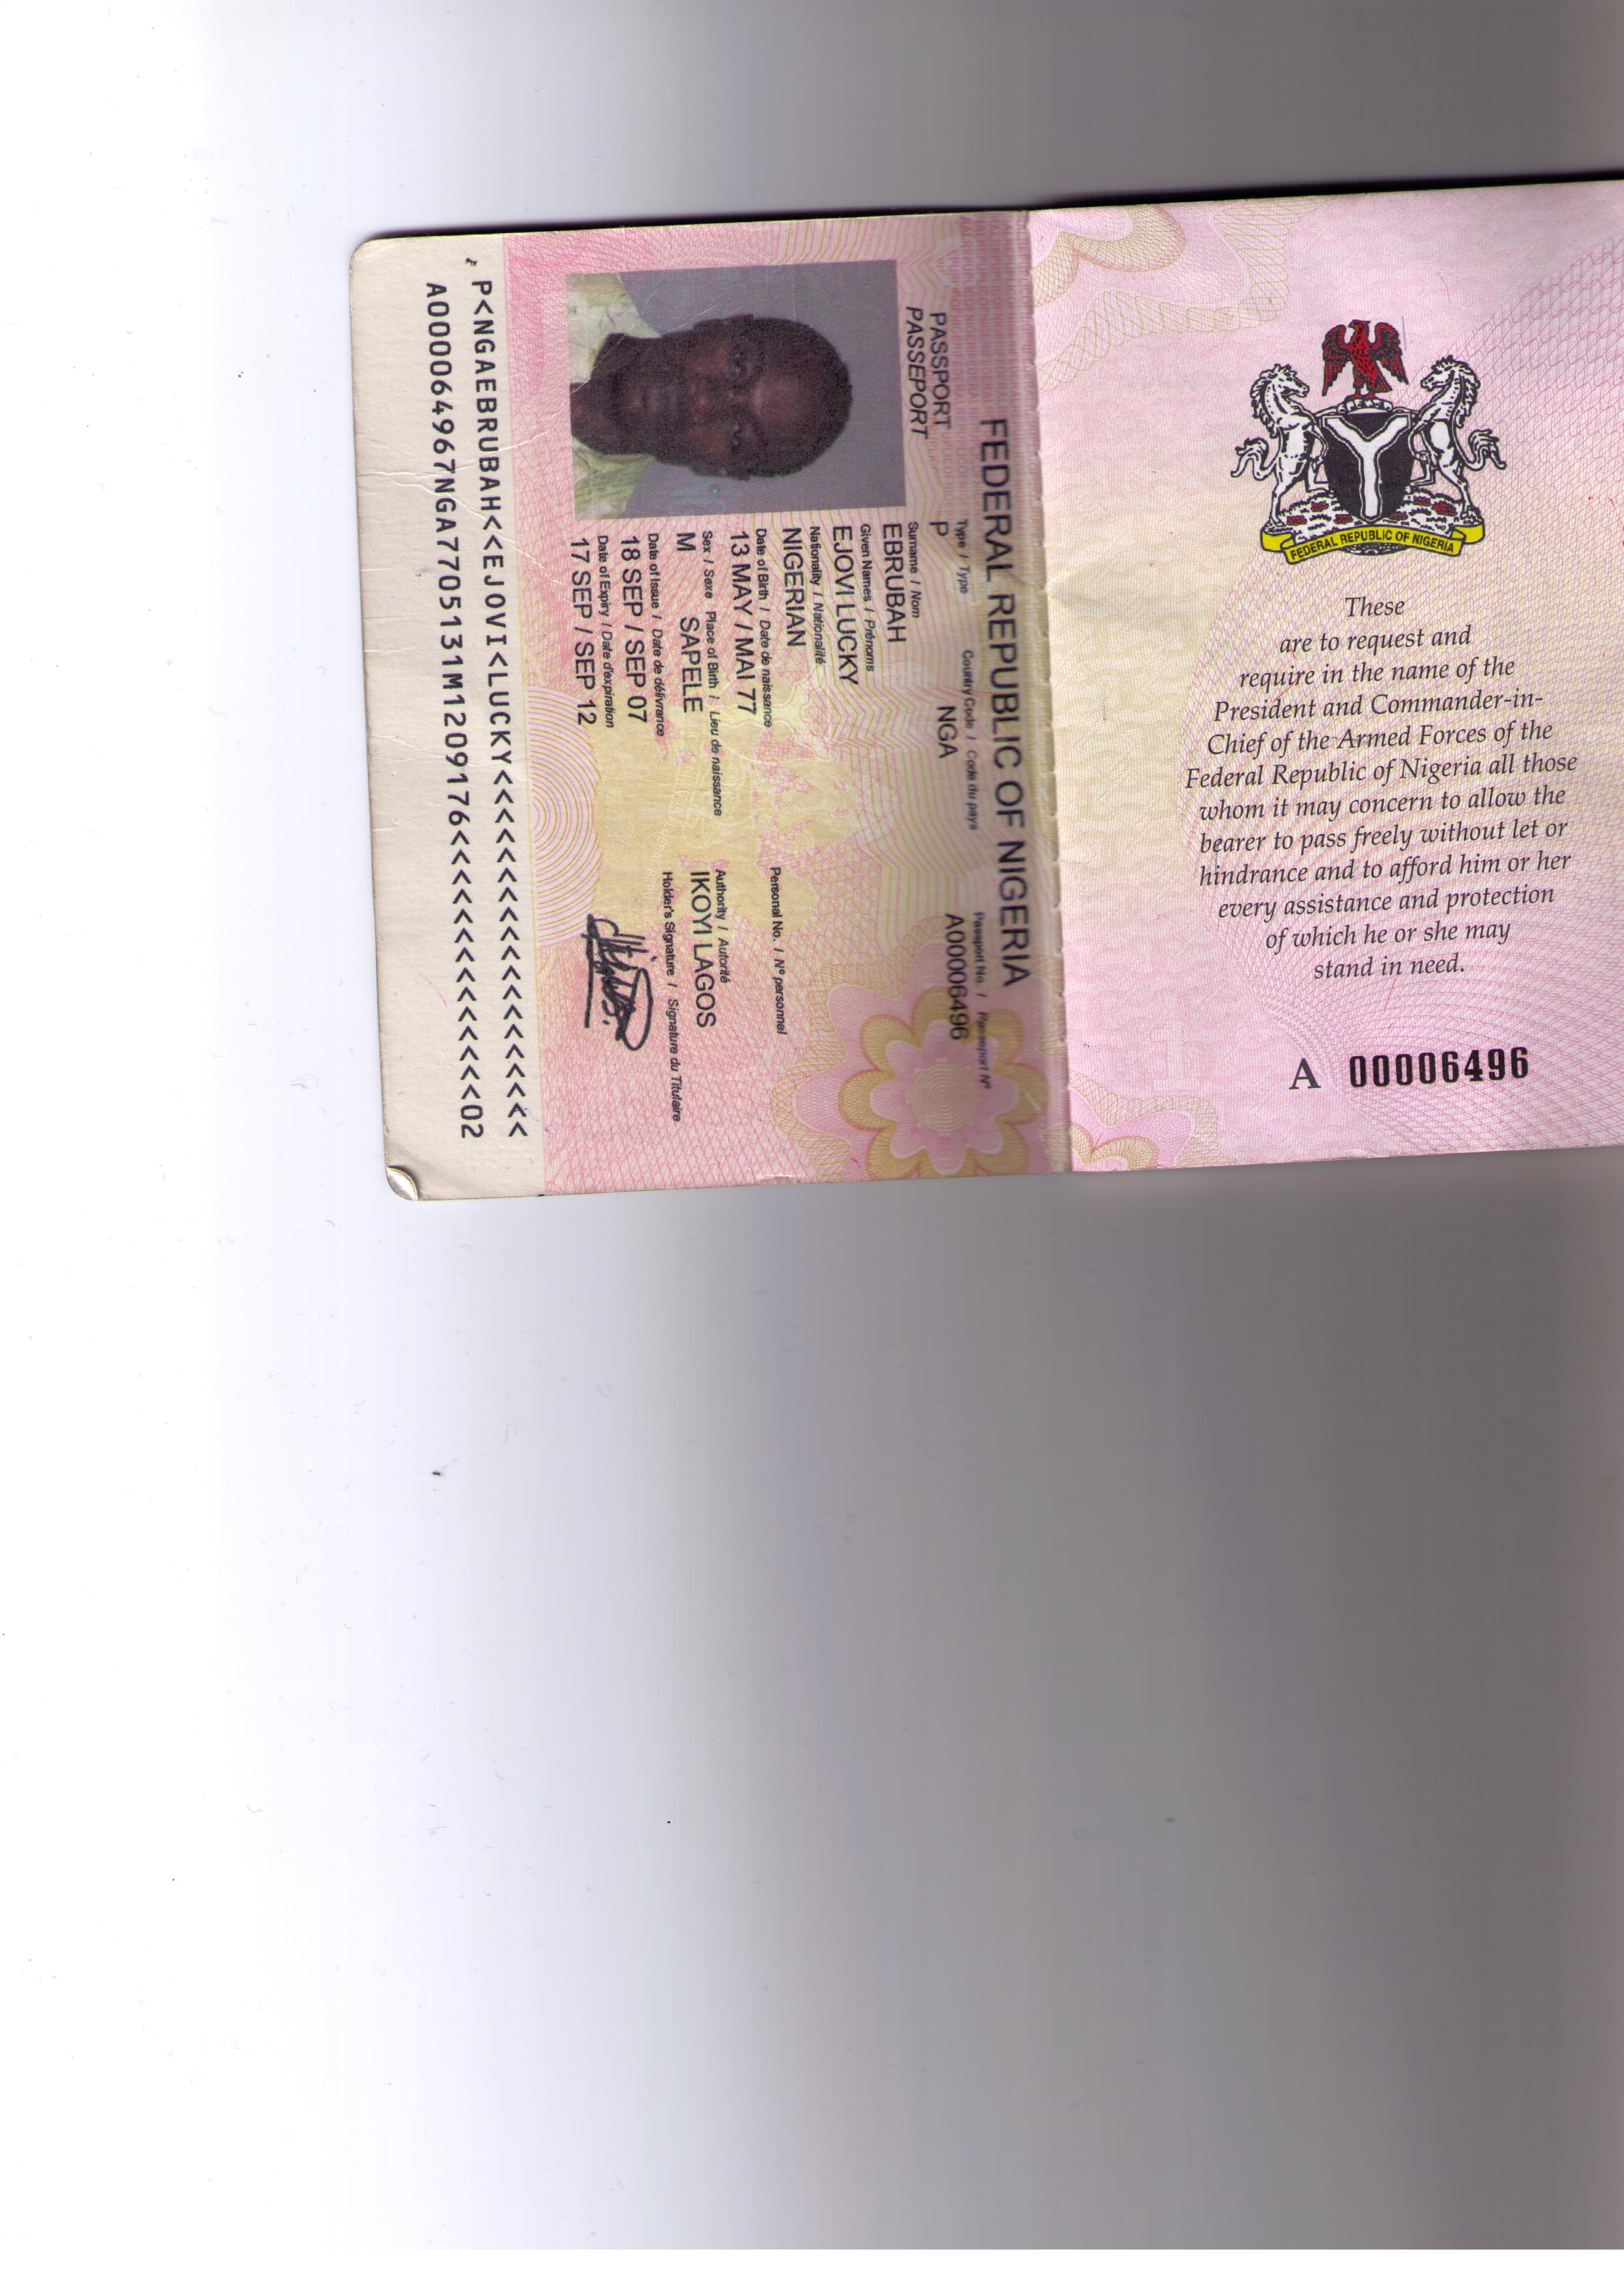 FEDERAL REPUBLIC OF NIGERIA
These
are to request and
require in the name of the
President and Commander-in-
Chief of the Armed Forces of the
Federal Republic of Nigeria all those
whom it may concern to allow the
bearer to pass freely without let or
hindrance and to afford him or her
every assistance and protection
of which he or she may
stand in need.
A 00006496
FEDERAL REPUBLIC OF NIGERIA
PASSPORT
PASSEPORT
Type / Type
P
Country Code / Code du pays
NGA
Passport No. / Passeport N°
A00006496
Surname / Nom
EBRUBAH
Given Names / Prénoms
EJOVI LUCKY
Nationality / Nationalité
NIGERIAN
Date of Birth / Date de naissance
13 MAY / MAI 77
Personal No. / N° personnel
Sex / Sexe
M
Place of Birth / Lieu de naissance
SAPELE
Authority / Autorité
IKOYI LAGOS
Date of Issue / Date de délivrance
18 SEP / SEP 07
Holder's Signature / Signature du Titulaire
Date of Expiry / Date d'expiration
17 SEP / SEP 12
P<NGAEBRUBAH<<EJOVI<LUCKY<<<<<<<<<<<<<<<<<<<
A000064967NGA7705131M1209176<<<<<<<<<<<<<<02